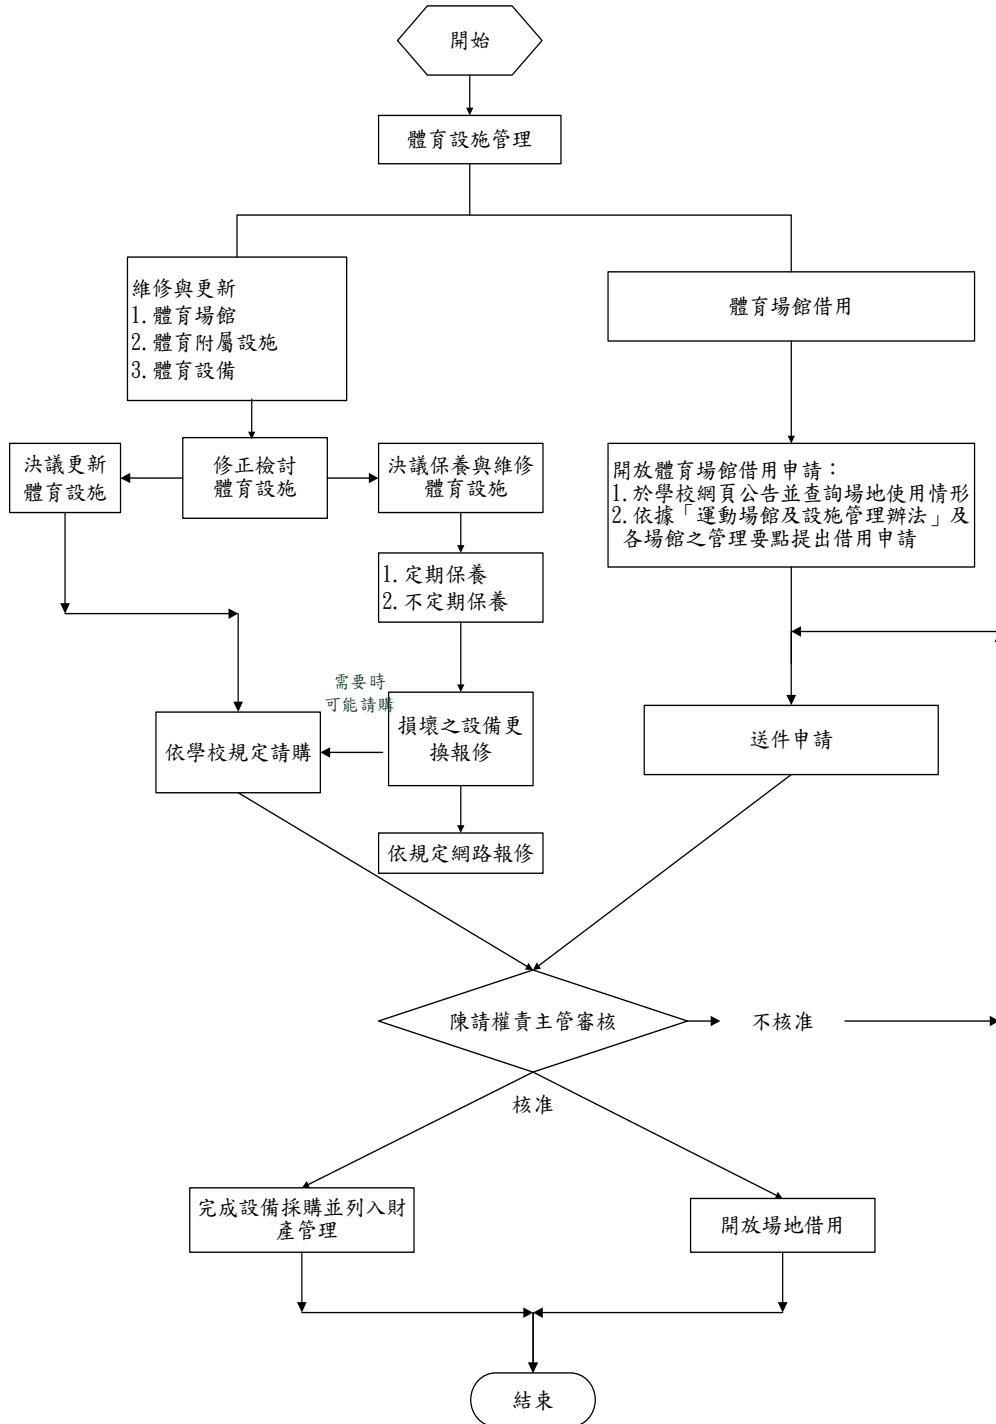 開始
體育設施管理
維修與更新
1.體育場館
2.體育附屬設施
3.體育設備
體育場館借用
決議更新
體育設施
修正檢討
體育設施
決議保養與維修
體育設施
開放體育場館借用申請：
1.於學校網頁公告並查詢場地使用情形
2.依據「運動場館及設施管理辦法」及
各場館之管理要點提出借用申請
1.定期保養
2.不定期保養
需要時
可能請購
依學校規定請購
損壞之設備更
換報修
送件申請
依規定網路報修
陳請權責主管審核
不核准
核准
完成設備採購並列入財
產管理
開放場地借用
結束